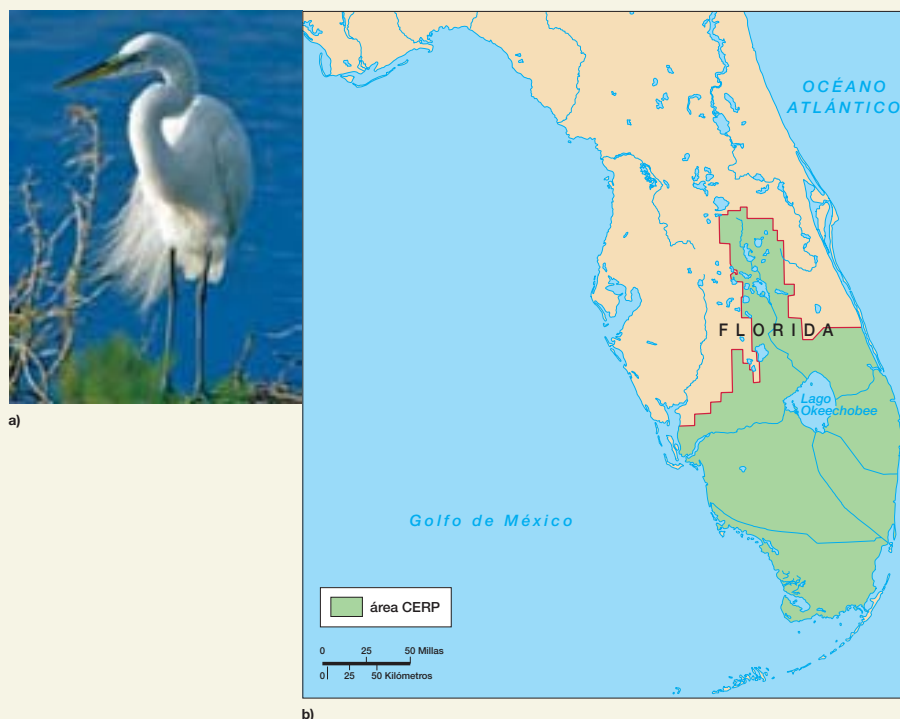 a)
OCÉANO
ATLÁNTICO
FLORIDA
Lago
Okeechobee
Golfo de México
área CERP
0 25 50 Millas
0 25 50 Kilómetros
b)